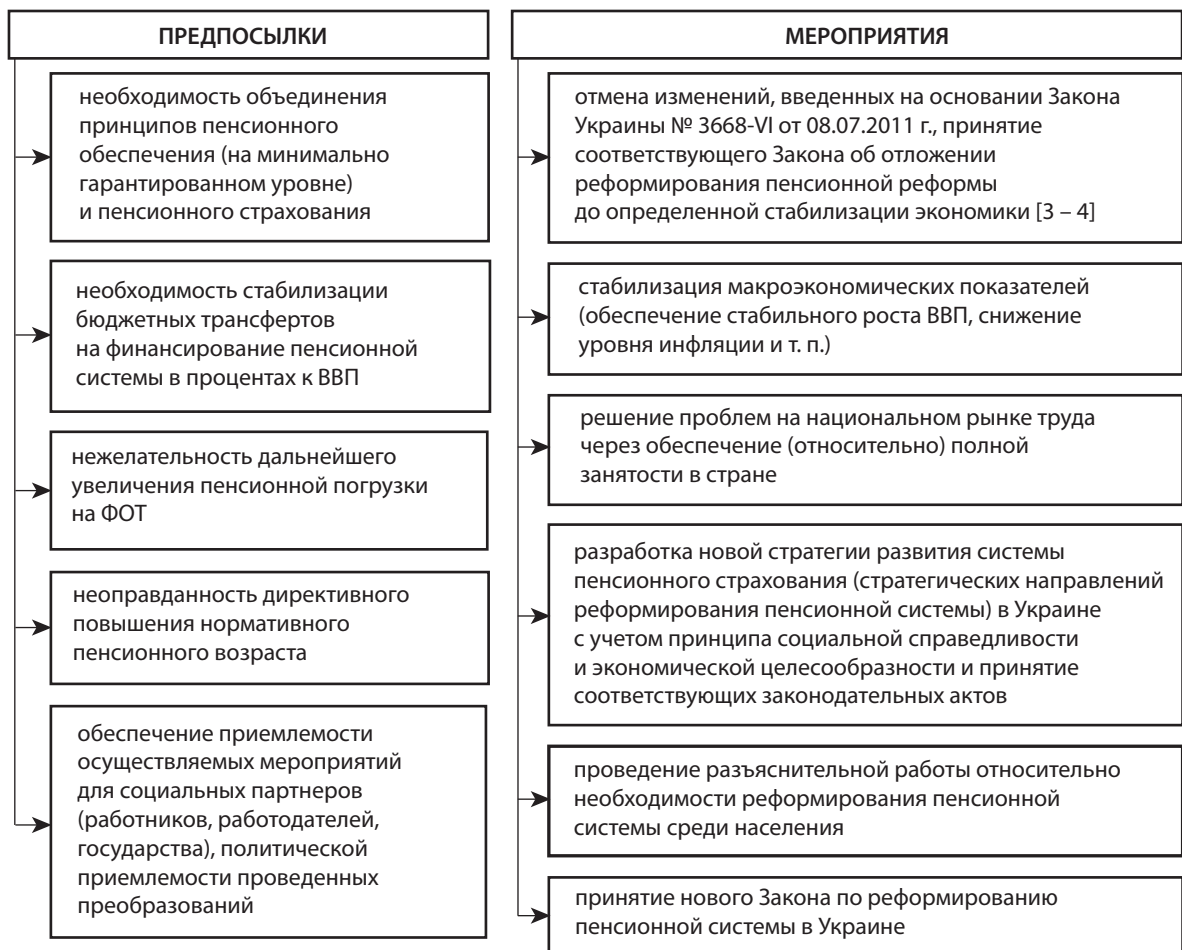 ПРЕДПОСЫЛКИ
необходимость объединения
принципов пенсионного
обеспечения (на минимально
гарантированном уровне)
и пенсионного страхования
необходимость стабилизации
бюджетных трансфертов
на финансирование пенсионной
системы в процентах к ВВП
нежелательность дальнейшего
увеличения пенсионной погрузки
на ФОТ
неоправданность директивного
повышения нормативного
пенсионного возраста
обеспечение приемлемости
осуществляемых мероприятий
для социальных партнеров
(работников, работодателей,
государства), политической
приемлемости проведенных
преобразований
МЕРОПРИЯТИЯ
отмена изменений, введенных на основании Закона
Украины № 3668-VI от 08.07.2011 г., принятие
соответствующего Закона об отложении
реформирования пенсионной реформы
до определенной стабилизации экономики [3 – 4]
стабилизация макроэкономических показателей
(обеспечение стабильного роста ВВП, снижение
уровня инфляции и т. п.)
решение проблем на национальном рынке труда
через обеспечение (относительно) полной
занятости в стране
разработка новой стратегии развития системы
пенсионного страхования (стратегических направлений
реформирования пенсионной системы) в Украине
с учетом принципа социальной справедливости
и экономической целесообразности и принятие
соответствующих законодательных актов
проведение разъяснительной работы относительно
необходимости реформирования пенсионной
системы среди населения
принятие нового Закона по реформированию
пенсионной системы в Украине